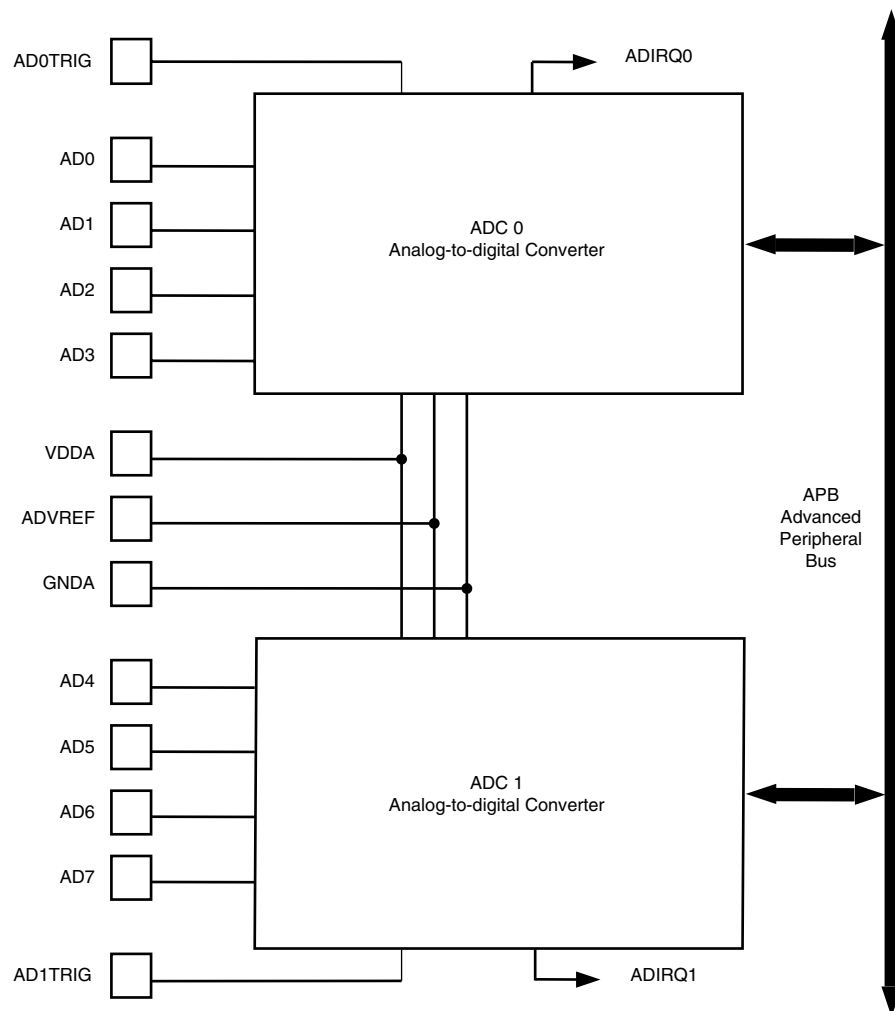 AD0TRIG
ADIRQ0
AD0
AD1
AD2
AD3
ADC 0
Analog-to-digital Converter
VDDA
ADVREF
GNDA
APB
Advanced
Peripheral
Bus
AD4
AD5
AD6
AD7
ADC 1
Analog-to-digital Converter
AD1TRIG
ADIRQ1